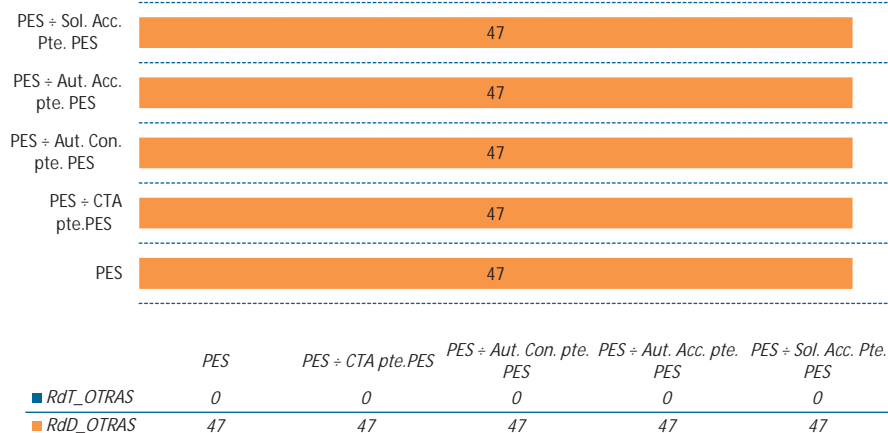 PES ÷ Sol. Acc.
Pte. PES
47
PES ÷ Aut. Acc.
pte. PES
47
PES ÷ Aut. Con.
pte. PES
47
PES ÷ CTA
pte.PES
47
PES
47
PES PES ÷ CTA pte.PES PES ÷ Aut. Con. pte. PES PES ÷ Aut. Acc. pte. PES PES ÷ Sol. Acc. Pte. PES
RdT_OTRAS 0 0 0 0 0
RdD_OTRAS 47 47 47 47 47